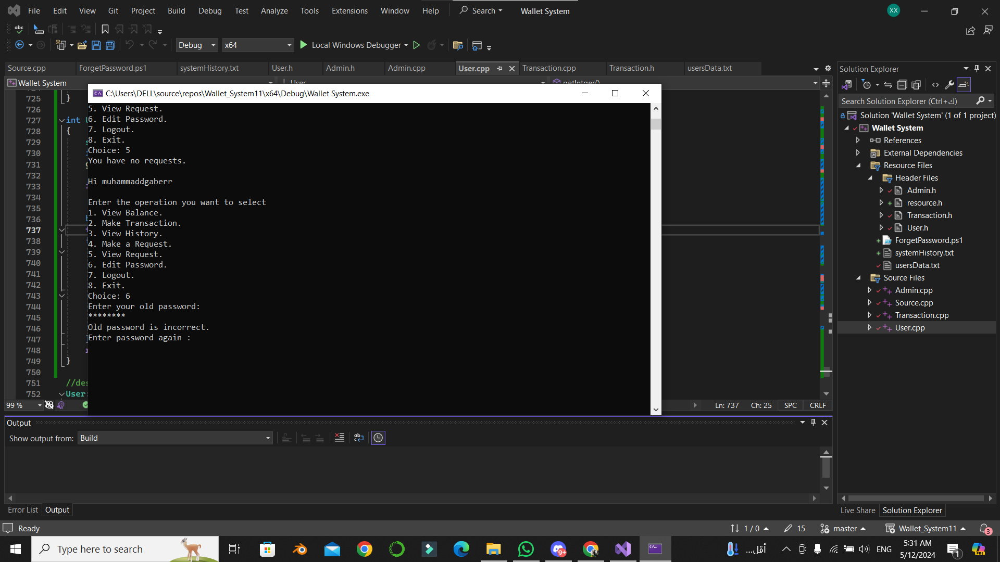 File Edit View Git Project Build Debug Test Analyze Tools Extensions Window Help Search Wallet System XX
abc
Debug x64 Local Windows Debugger
Source.cpp ForgetPassword.ps1 systemHistory.txt User.h Admin.h Admin.cpp User.cpp Transaction.cpp Transaction.h usersData.txt
Wallet System User getIntger()
C:\Users\DELL\source\repos\Wallet_System11\x64\Debug\Wallet System.exe
5. View Request.
6. Edit Password.
7. Logout.
8. Exit.
Choice: 5
You have no requests.
Hi muhammaddgaberr
Enter the operation you want to select
1. View Balance.
2. Make Transaction.
3. View History.
4. Make a Request.
5. View Request.
6. Edit Password.
7. Logout.
8. Exit.
Choice: 6
Enter your old password:
********
Old password is incorrect.
Enter password again :
725 }
726
727 int
728 {
729
730
731
732
733
734
735
736
737
738
739
740
741
742
743
744
745
746
747
748
749 }
750
751 //des
752 User:
99 % Ln: 737 Ch: 25 SPC CRLF
Output
Show output from: Build
Error List Output
Solution Explorer
Search Solution Explorer (Ctrl+ك)
Solution 'Wallet System' (1 of 1 project)
Wallet System
References
External Dependencies
Resource Files
Header Files
Admin.h
resource.h
Transaction.h
User.h
ForgetPassword.ps1
systemHistory.txt
usersData.txt
Source Files
Admin.cpp
Source.cpp
Transaction.cpp
User.cpp
Live Share Solution Explorer
Ready 1 / 0 15 master Wallet_System11 3
Type here to search أقل... ENG 5:31 AM
5/12/2024 1 PRE
9+